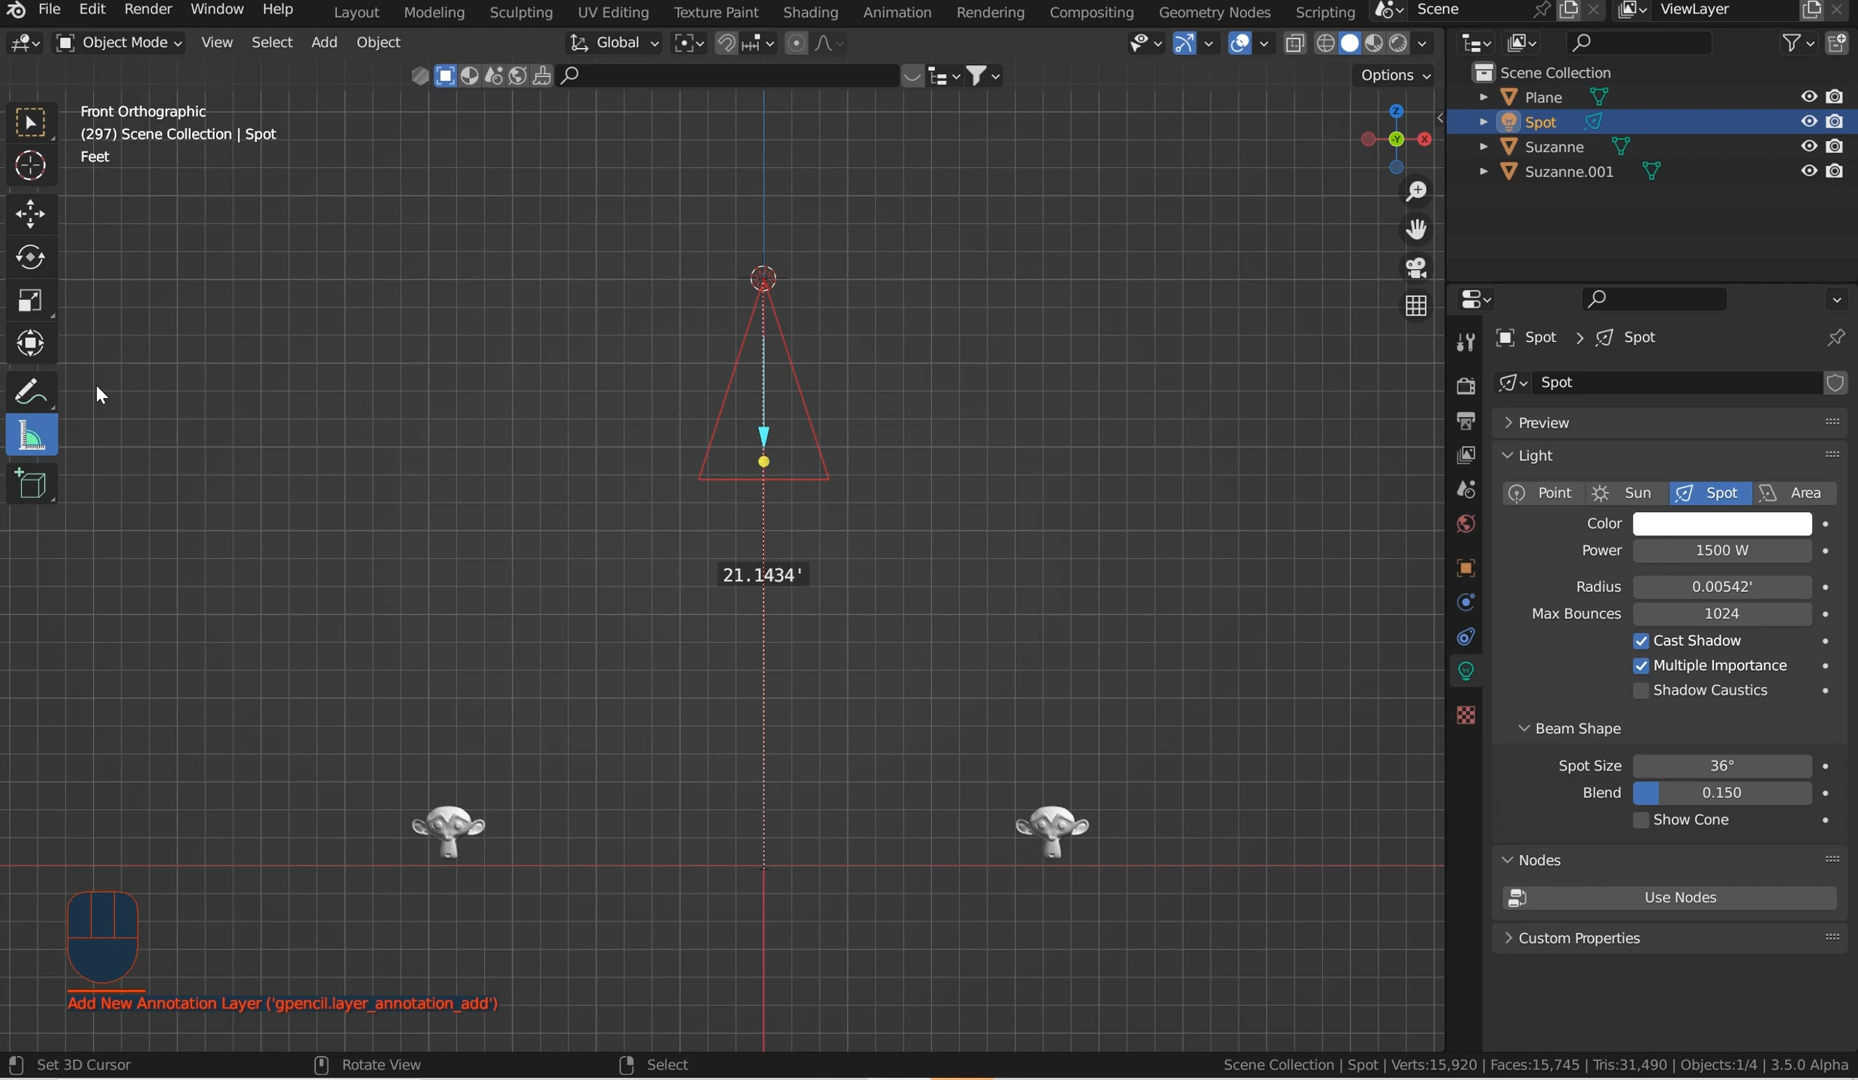 File Edit Render Window Help Layout Modeling Sculpting UV Editing Texture Paint Shading Animation Rendering Compositing Geometry Nodes Scripting Scene ViewLayer
Object Mode View Select Add Object Global
Options
Front Orthographic
(297) Scene Collection | Spot
Feet
Z
X
-Y
21.1434'
Add New Annotation Layer ('gpencil.layer_annotation_add')
Scene Collection
Plane
Spot
Suzanne
Suzanne.001
Spot > Spot
Spot
Preview
Light
Point Sun Spot Area
Color
Power 1500 W
Radius 0.00542'
Max Bounces 1024
Cast Shadow
Multiple Importance
Shadow Caustics
Beam Shape
Spot Size 36°
Blend 0.150
Show Cone
Nodes
Use Nodes
Custom Properties
Set 3D Cursor Rotate View Select Scene Collection | Spot | Verts:15,920 | Faces:15,745 | Tris:31,490 | Objects:1/4 | 3.5.0 Alpha